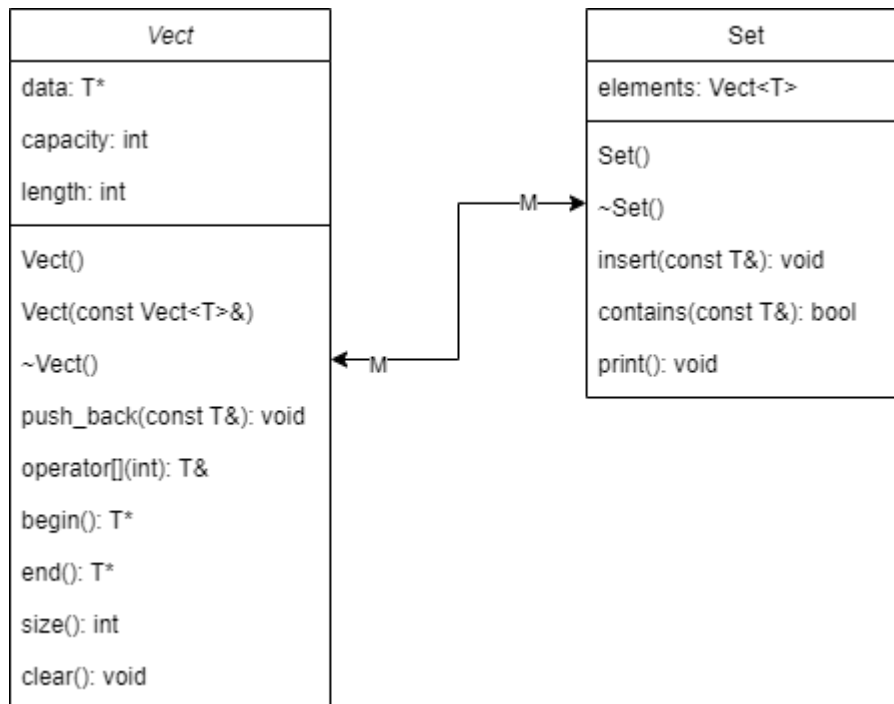 Vect
data: T*
capacity: int
length: int
Vect()
Vect(const Vect<T>&)
~Vect()
push_back(const T&): void
operator[](int): T&
begin(): T*
end(): T*
size(): int
clear(): void
M
M
Set
elements: Vect<T>
Set()
~Set()
insert(const T&): void
contains(const T&): bool
print(): void